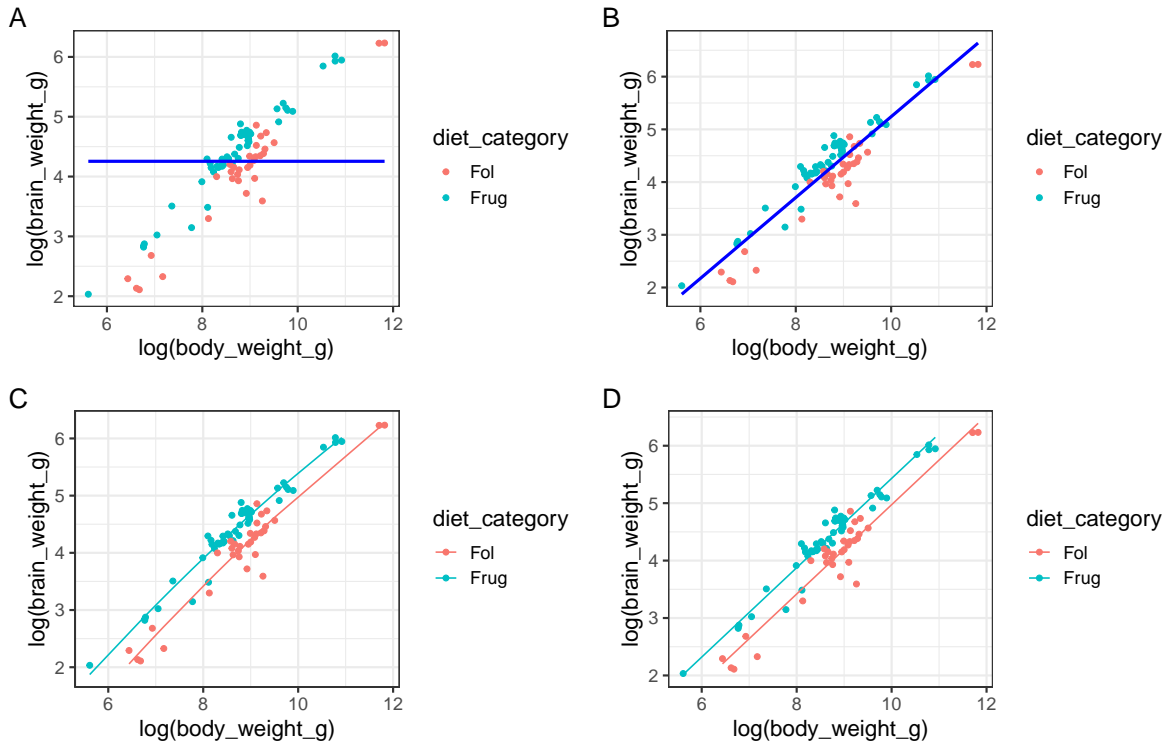 A
log(brain_weight_g)
6
5
4
3
2
6
8
10
12
log(body_weight_g)
diet_category
Fol
Frug
B
log(brain_weight_g)
6
5
4
3
2
6
8
10
12
log(body_weight_g)
diet_category
Fol
Frug
C
log(brain_weight_g)
6
5
4
3
2
6
8
10
12
log(body_weight_g)
diet_category
Fol
Frug
D
log(brain_weight_g)
6
5
4
3
2
6
8
10
12
log(body_weight_g)
diet_category
Fol
Frug